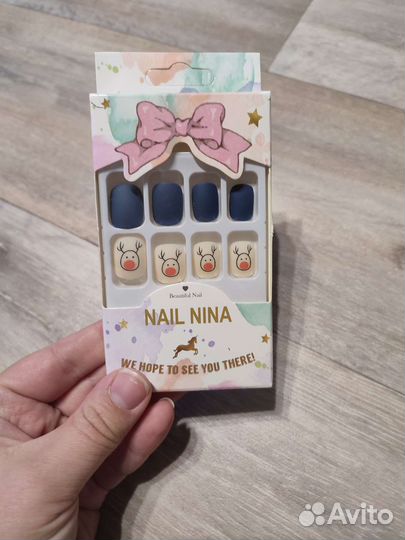 Beautiful Nail
NAIL NINA
WE HOPE TO SEE YOU THERE!
Avito